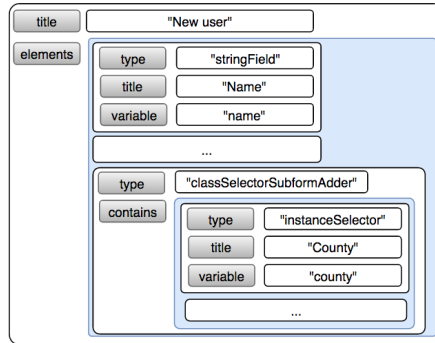 title "New user"
elements
type "stringField"
title "Name"
variable "name"
...
type "classSelectorSubformAdder"
contains
type "instanceSelector"
title "County"
variable "county"
...